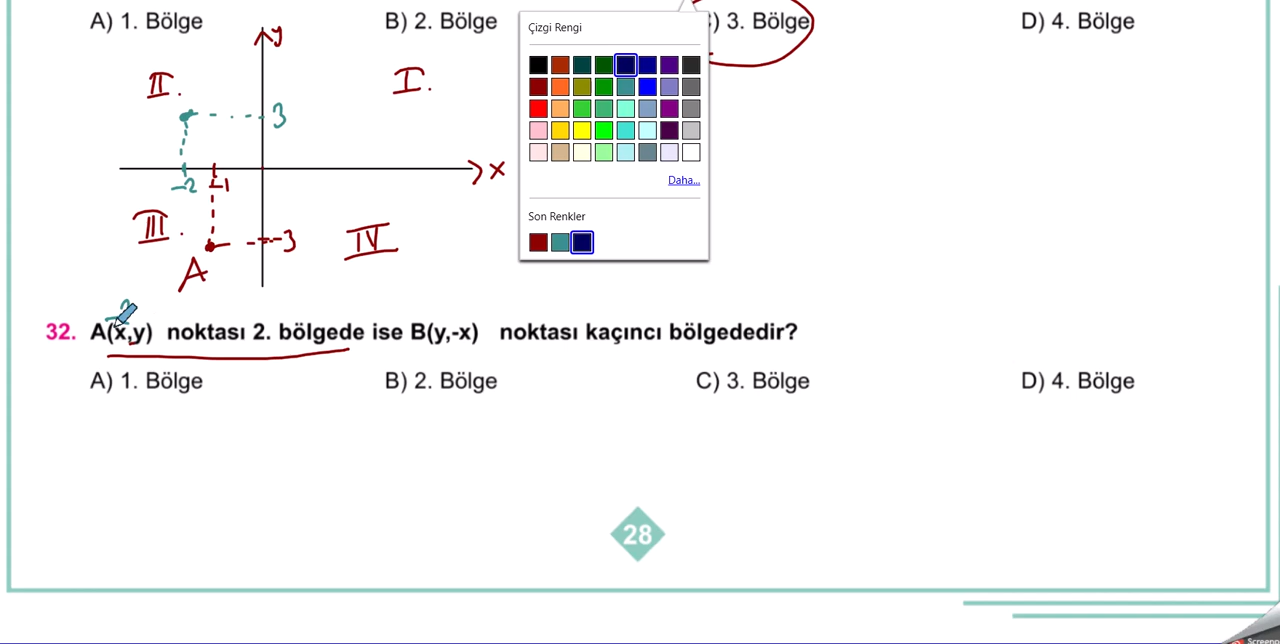 A) 1. Bölge B) 2. Bölge ) 3. Bölge D) 4. Bölge
Çizgi Rengi
y
II. I.
3
x
-2 -1
III. IV
-3
A
Daha...
Son Renkler
-2
32. A(x,y) noktası 2. bölgede ise B(y,-x) noktası kaçıncı bölgededir?
A) 1. Bölge B) 2. Bölge C) 3. Bölge D) 4. Bölge
28